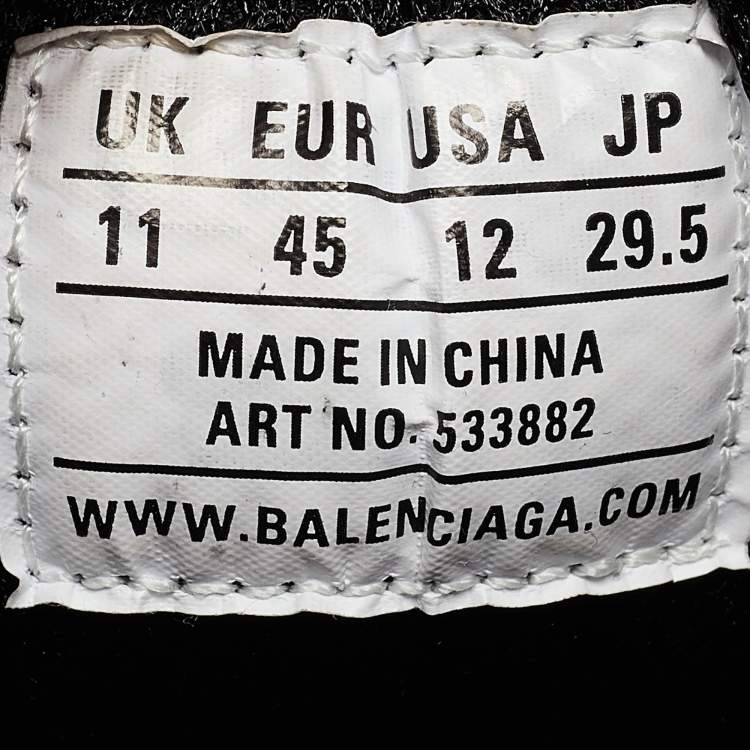 UK EUR USA JP
11 45 12 29.5
MADE IN CHINA
ART NO. 533882
WWW.BALENCIAGA.COM